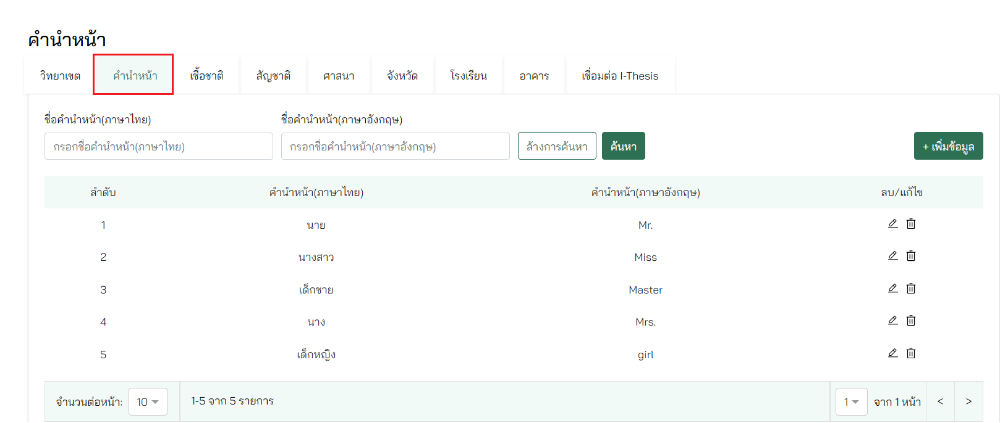 คำนำหน้า
วิทยาเขต คำนำหน้า เชื้อชาติ สัญชาติ ศาสนา จังหวัด โรงเรียน อาคาร เชื่อมต่อ I-Thesis
ชื่อคำนำหน้า(ภาษาไทย) ชื่อคำนำหน้า(ภาษาอังกฤษ)
กรอกชื่อคำนำหน้า(ภาษาไทย) กรอกชื่อคำนำหน้า(ภาษาอังกฤษ) ล้างการค้นหา ค้นหา + เพิ่มข้อมูล
ลำดับ คำนำหน้า(ภาษาไทย) คำนำหน้า(ภาษาอังกฤษ) ลบ/แก้ไข
1 นาย Mr.
2 นางสาว Miss
3 เด็กชาย Master
4 นาง Mrs.
5 เด็กหญิง girl
จำนวนต่อหน้า: 10 1-5 จาก 5 รายการ 1 จาก 1 หน้า < >